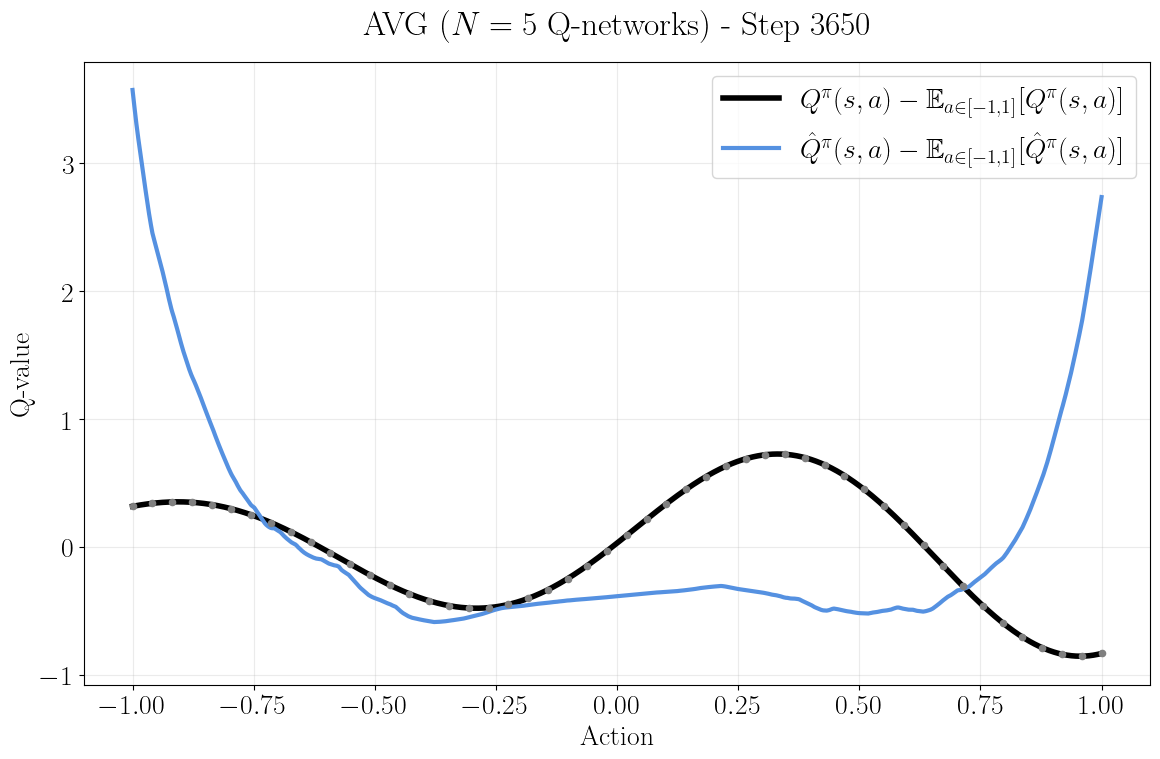 AVG (N = 5 Q-networks) - Step 3650
Q^π(s, a) − 𝔼_{a∈[−1,1]}[Q^π(s, a)]
Q̂^π(s, a) − 𝔼_{a∈[−1,1]}[Q̂^π(s, a)]
Q-value
3
2
1
0
−1
−1.00 −0.75 −0.50 −0.25 0.00 0.25 0.50 0.75 1.00
Action